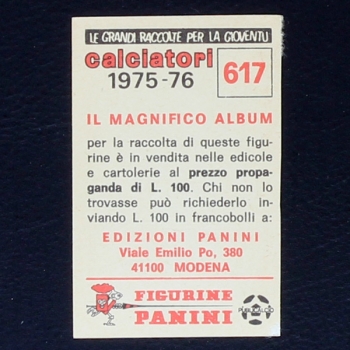 LE GRANDI RACCOLTE PER LA GIOVENTU
calciatori
1975-76
617
IL MAGNIFICO ALBUM
per la raccolta di queste figu-
rine è in vendita nelle edicole
e cartolerie al prezzo propa-
ganda di L. 100. Chi non lo
trovasse può richiederlo in-
viando L. 100 in francobolli a:
EDIZIONI PANINI
Viale Emilio Po, 380
41100 MODENA
FIGURINE
PANINI
PUBLICALCIO